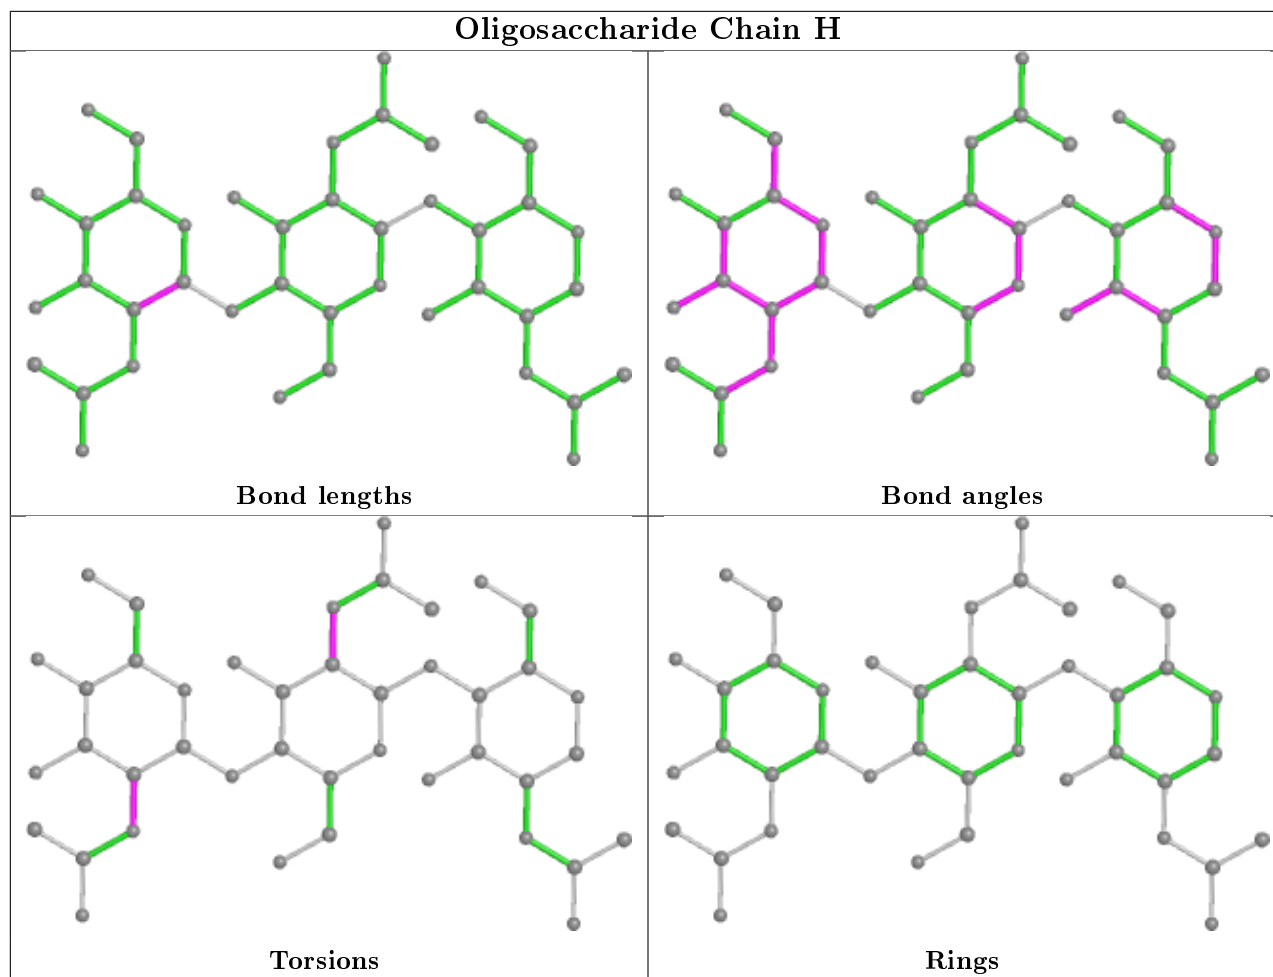 Oligosaccharide Chain H
Bond lengths
Bond angles
Torsions
Rings